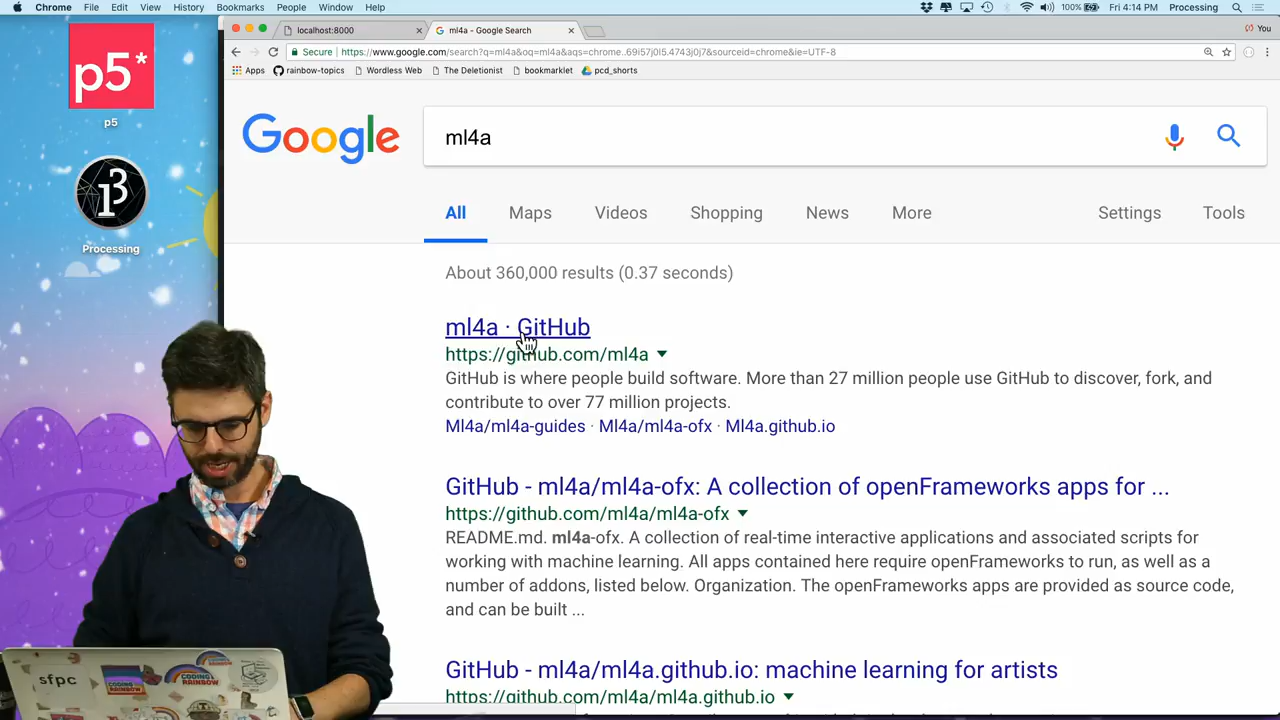 Chrome File Edit View History Bookmarks People Window Help 100% Fri 4:14 PM Processing
localhost:8000 ml4a - Google Search You
Secure https://www.google.com/search?q=ml4a&oq=ml4a&aqs=chrome..69i57j0l5.4743j0j7&sourceid=chrome&ie=UTF-8
Apps rainbow-topics Wordless Web The Deletionist bookmarklet pcd_shorts
p5*
p5
Processing
Google
ml4a
All Maps Videos Shopping News More Settings Tools
About 360,000 results (0.37 seconds)
ml4a · GitHub
https://github.com/ml4a
GitHub is where people build software. More than 27 million people use GitHub to discover, fork, and
contribute to over 77 million projects.
Ml4a/ml4a-guides · Ml4a/ml4a-ofx · Ml4a.github.io
GitHub - ml4a/ml4a-ofx: A collection of openFrameworks apps for ...
https://github.com/ml4a/ml4a-ofx
README.md. ml4a-ofx. A collection of real-time interactive applications and associated scripts for
working with machine learning. All apps contained here require openFrameworks to run, as well as a
number of addons, listed below. Organization. The openFrameworks apps are provided as source code,
and can be built ...
GitHub - ml4a/ml4a.github.io: machine learning for artists
https://github.com/ml4a/ml4a.github.io
sfpc
CODING
RAINBOW
CODING RAINBOW